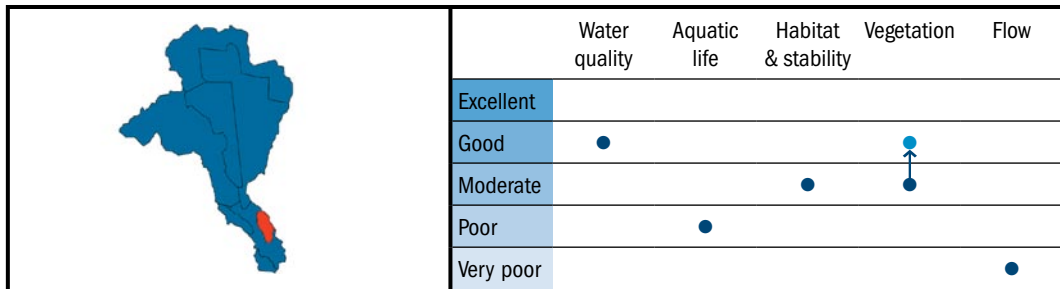 Water quality
Aquatic life
Habitat & stability
Vegetation
Flow
Excellent
Good
Moderate
Poor
Very poor